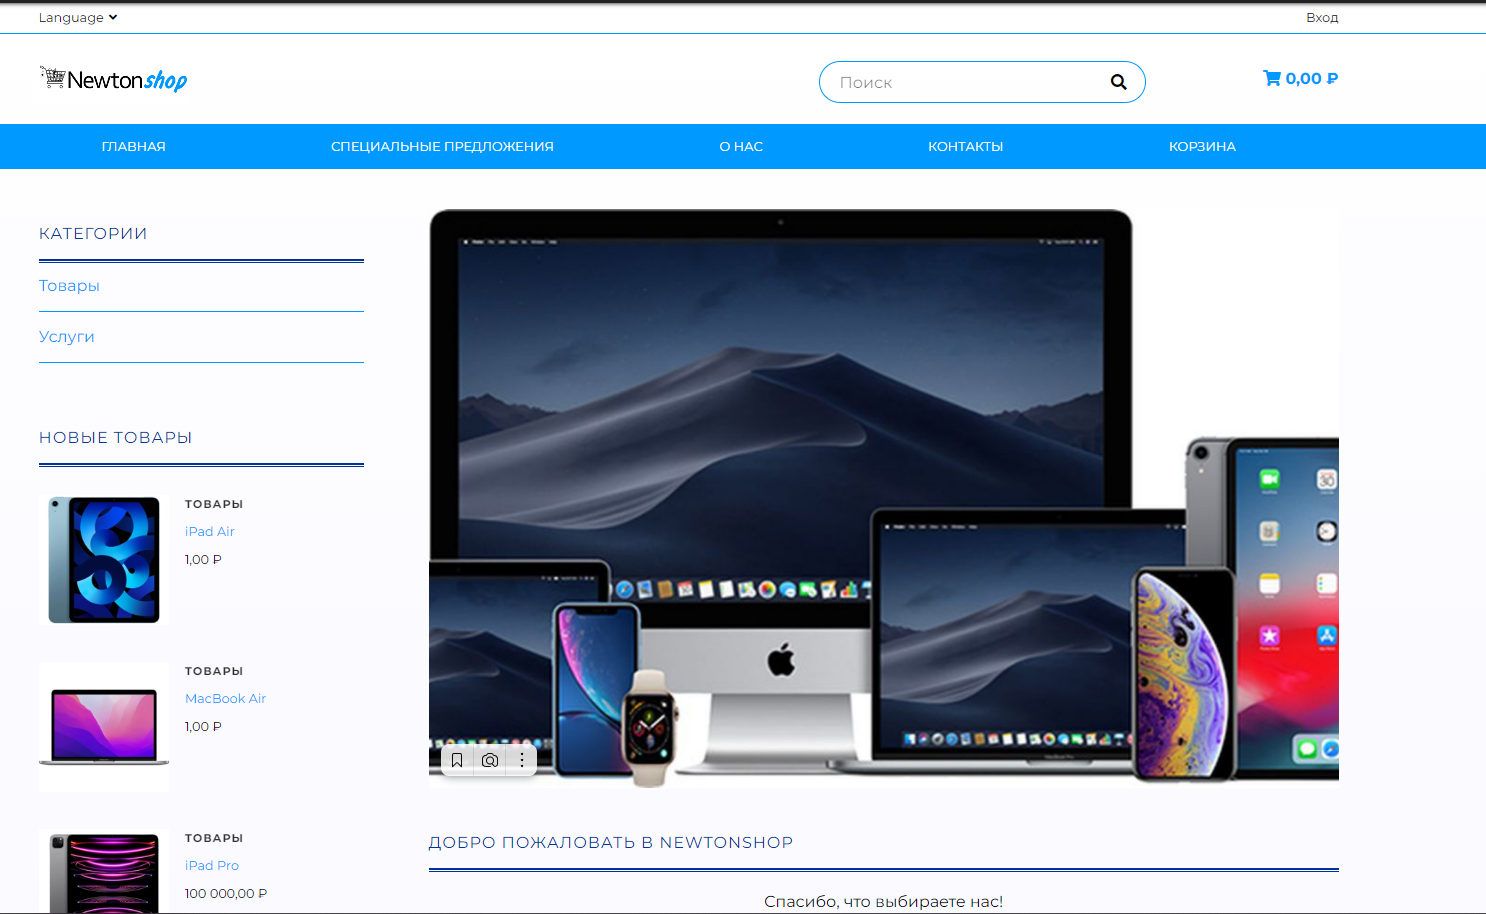 Language
Вход
Newtonshop
Поиск
0,00 ₽
ГЛАВНАЯ
СПЕЦИАЛЬНЫЕ ПРЕДЛОЖЕНИЯ
О НАС
КОНТАКТЫ
КОРЗИНА
КАТЕГОРИИ
Товары
Услуги
НОВЫЕ ТОВАРЫ
ТОВАРЫ
iPad Air
1,00 ₽
ТОВАРЫ
MacBook Air
1,00 ₽
ТОВАРЫ
iPad Pro
100 000,00 ₽
ДОБРО ПОЖАЛОВАТЬ В NEWTONSHOP
Спасибо, что выбираете нас!